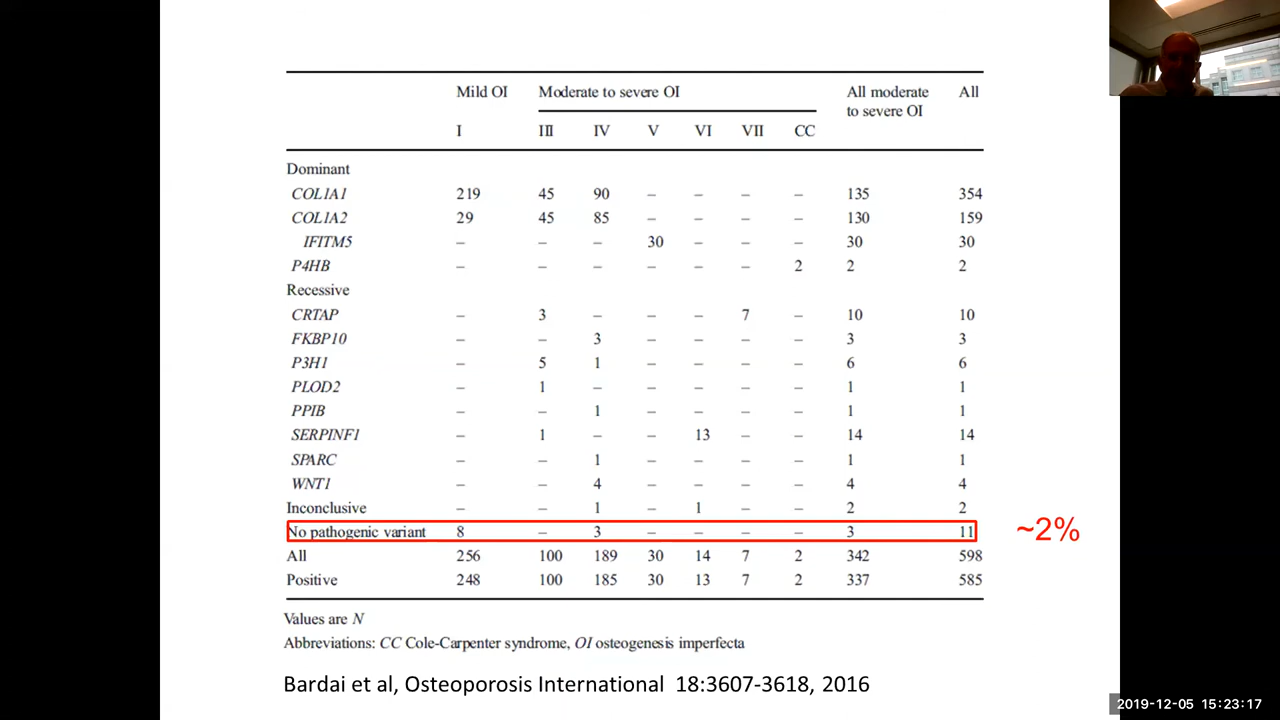 Mild OI Moderate to severe OI All moderate to severe OI All
I III IV V VI VII CC
Dominant
COL1A1 219 45 90 – – – – 135 354
COL1A2 29 45 85 – – – – 130 159
IFITM5 – – – 30 – – – 30 30
P4HB – – – – – – 2 2 2
Recessive
CRTAP – 3 – – – 7 – 10 10
FKBP10 – – 3 – – – – 3 3
P3H1 – 5 1 – – – – 6 6
PLOD2 – 1 – – – – – 1 1
PPIB – – 1 – – – – 1 1
SERPINF1 – 1 – – 13 – – 14 14
SPARC – – 1 – – – – 1 1
WNT1 – – 4 – – – – 4 4
Inconclusive – – 1 – 1 – – 2 2
No pathogenic variant 8 – 3 – – – – 3 11 ~2%
All 256 100 189 30 14 7 2 342 598
Positive 248 100 185 30 13 7 2 337 585
Values are N
Abbreviations: CC Cole-Carpenter syndrome, OI osteogenesis imperfecta
Bardai et al, Osteoporosis International 18:3607-3618, 2016
2019-12-05 15:23:17